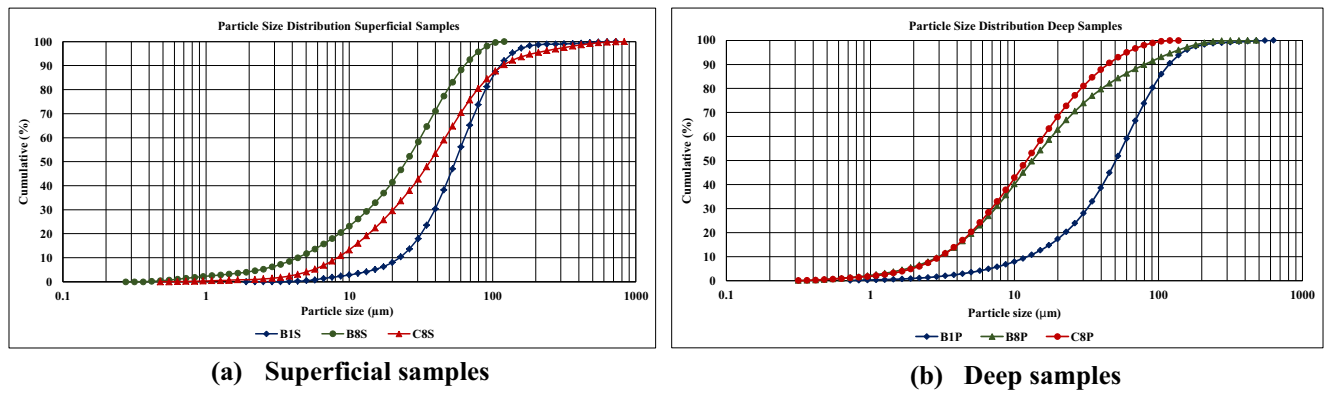 Particle Size Distribution Superficial Samples
100
90
80
70
60
50
40
30
20
10
0
Cumulative (%)
0.1 1 10 100 1000
Particle size (µm)
B1S B8S C8S
(a) Superficial samples
Particle Size Distribution Deep Samples
100
90
80
70
60
50
40
30
20
10
0
Cumulative (%)
0.1 1 10 100 1000
Particle size (µm)
B1P B8P C8P
(b) Deep samples